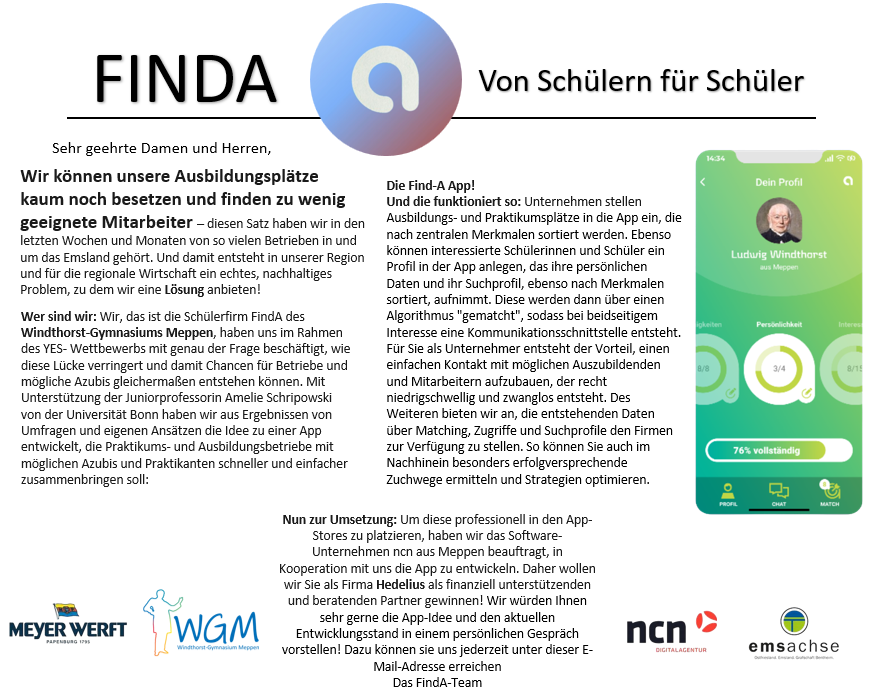 FINDA
a
Von Schülern für Schüler
Sehr geehrte Damen und Herren,
Wir können unsere Ausbildungsplätze
kaum noch besetzen und finden zu wenig
geeignete Mitarbeiter – diesen Satz haben wir in den
letzten Wochen und Monaten von so vielen Betrieben in und
um das Emsland gehört. Und damit entsteht in unserer Region
und für die regionale Wirtschaft ein echtes, nachhaltiges
Problem, zu dem wir eine Lösung anbieten!
Wer sind wir: Wir, das ist die Schülerfirma FindA des
Windthorst-Gymnasiums Meppen, haben uns im Rahmen
des YES- Wettbewerbs mit genau der Frage beschäftigt, wie
diese Lücke verringert und damit Chancen für Betriebe und
mögliche Azubis gleichermaßen entstehen können. Mit
Unterstützung der Juniorprofessorin Amelie Schripowski
von der Universität Bonn haben wir aus Ergebnissen von
Umfragen und eigenen Ansätzen die Idee zu einer App
entwickelt, die Praktikums- und Ausbildungsbetriebe mit
möglichen Azubis und Praktikanten schneller und einfacher
zusammenbringen soll:
Die Find-A App!
Und die funktioniert so: Unternehmen stellen
Ausbildungs- und Praktikumsplätze in die App ein, die
nach zentralen Merkmalen sortiert werden. Ebenso
können interessierte Schülerinnen und Schüler ein
Profil in der App anlegen, das ihre persönlichen
Daten und ihr Suchprofil, ebenso nach Merkmalen
sortiert, aufnimmt. Diese werden dann über einen
Algorithmus "gematcht", sodass bei beidseitigem
Interesse eine Kommunikationsschnittstelle entsteht.
Für Sie als Unternehmer entsteht der Vorteil, einen
einfachen Kontakt mit möglichen Auszubildenden
und Mitarbeitern aufzubauen, der recht
niedrigschwellig und zwanglos entsteht. Des
Weiteren bieten wir an, die entstehenden Daten
über Matching, Zugriffe und Suchprofile den Firmen
zur Verfügung zu stellen. So können Sie auch im
Nachhinein besonders erfolgversprechende
Zuchwege ermitteln und Strategien optimieren.
14:34
Dein Profil
a
Ludwig Windthorst
aus Meppen
igkeiten
Persönlichkeit
Interess
8/8
3/4
8/15
76% vollständig
PROFIL
CHAT
MATCH
Nun zur Umsetzung: Um diese professionell in den App-
Stores zu platzieren, haben wir das Software-
Unternehmen ncn aus Meppen beauftragt, in
Kooperation mit uns die App zu entwickeln. Daher wollen
wir Sie als Firma Hedelius als finanziell unterstützenden
und beratenden Partner gewinnen! Wir würden Ihnen
sehr gerne die App-Idee und den aktuellen
Entwicklungsstand in einem persönlichen Gespräch
vorstellen! Dazu können sie uns jederzeit unter dieser E-
Mail-Adresse erreichen
Das FindA-Team
MEYER WERFT
PAPENBURG 1795
WGM
Windthorst-Gymnasium Meppen
ncn
DIGITALAGENTUR
emsachse